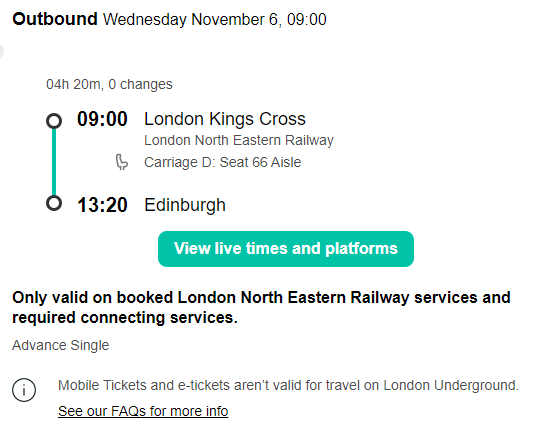 Outbound Wednesday November 6, 09:00
04h 20m, 0 changes
09:00 London Kings Cross
London North Eastern Railway
Carriage D: Seat 66 Aisle
13:20 Edinburgh
View live times and platforms
Only valid on booked London North Eastern Railway services and
required connecting services.
Advance Single
Mobile Tickets and e-tickets aren’t valid for travel on London Underground.
See our FAQs for more info